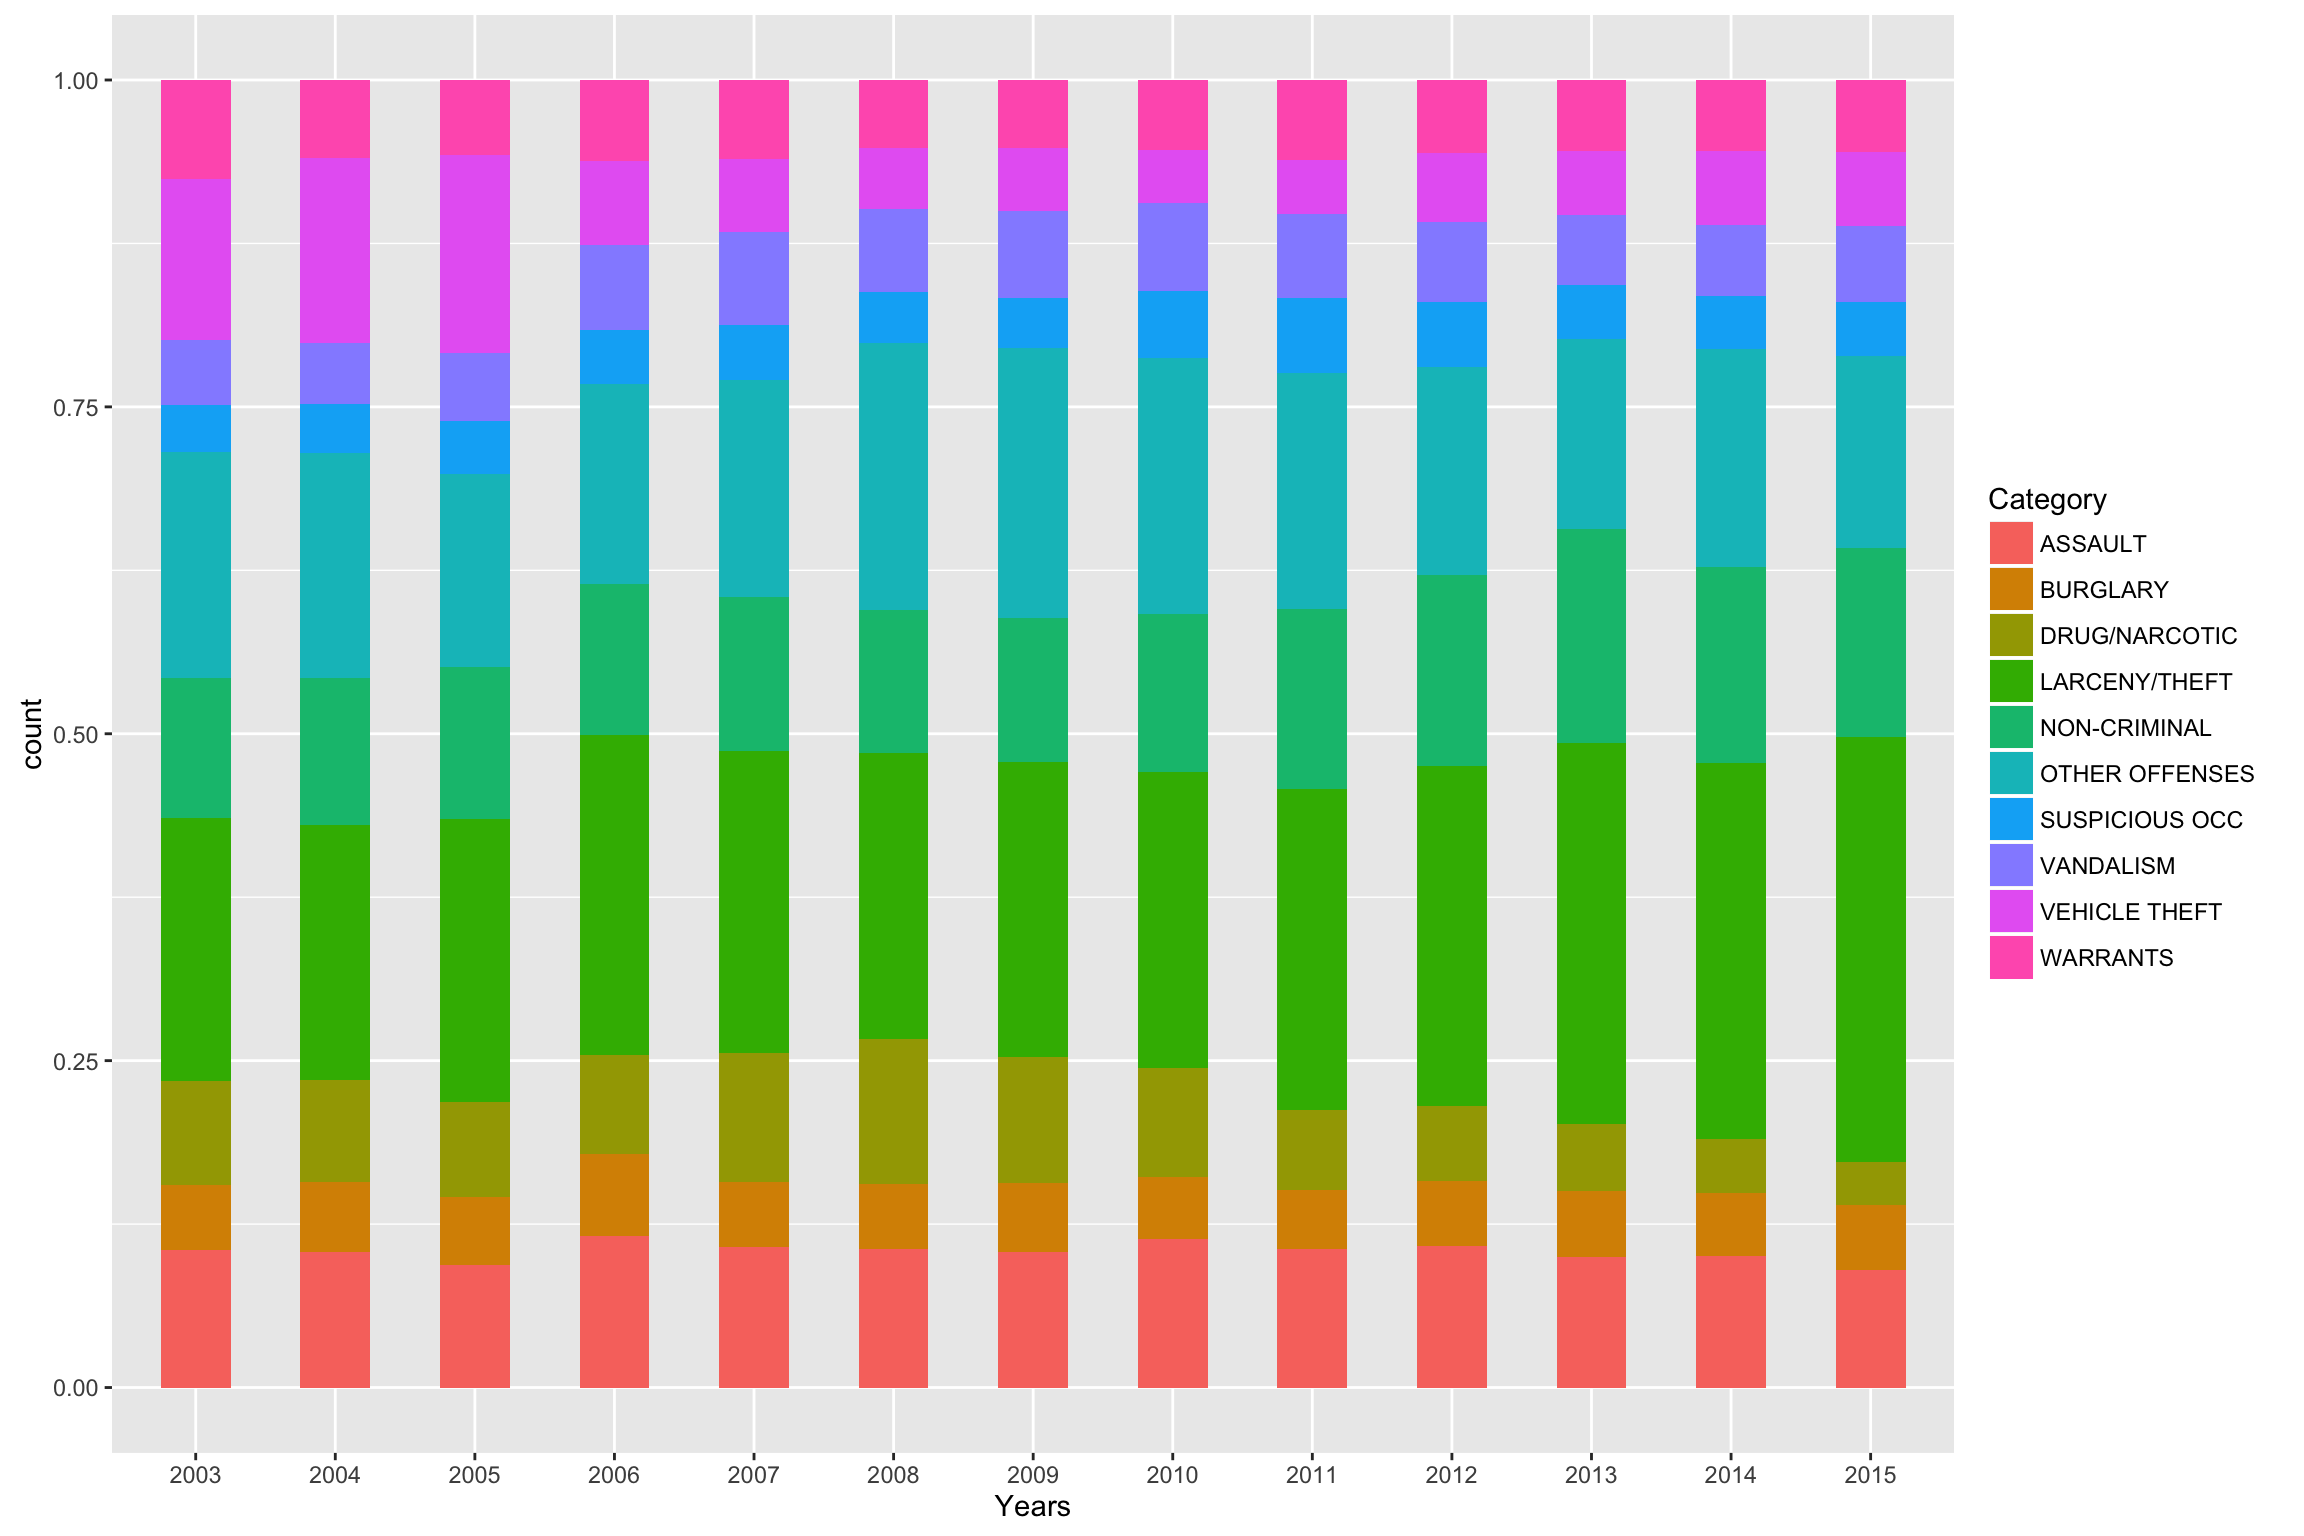 1.00
0.75
0.50
0.25
0.00
count
2003 2004 2005 2006 2007 2008 2009 2010 2011 2012 2013 2014 2015
Years
Category
ASSAULT
BURGLARY
DRUG/NARCOTIC
LARCENY/THEFT
NON-CRIMINAL
OTHER OFFENSES
SUSPICIOUS OCC
VANDALISM
VEHICLE THEFT
WARRANTS